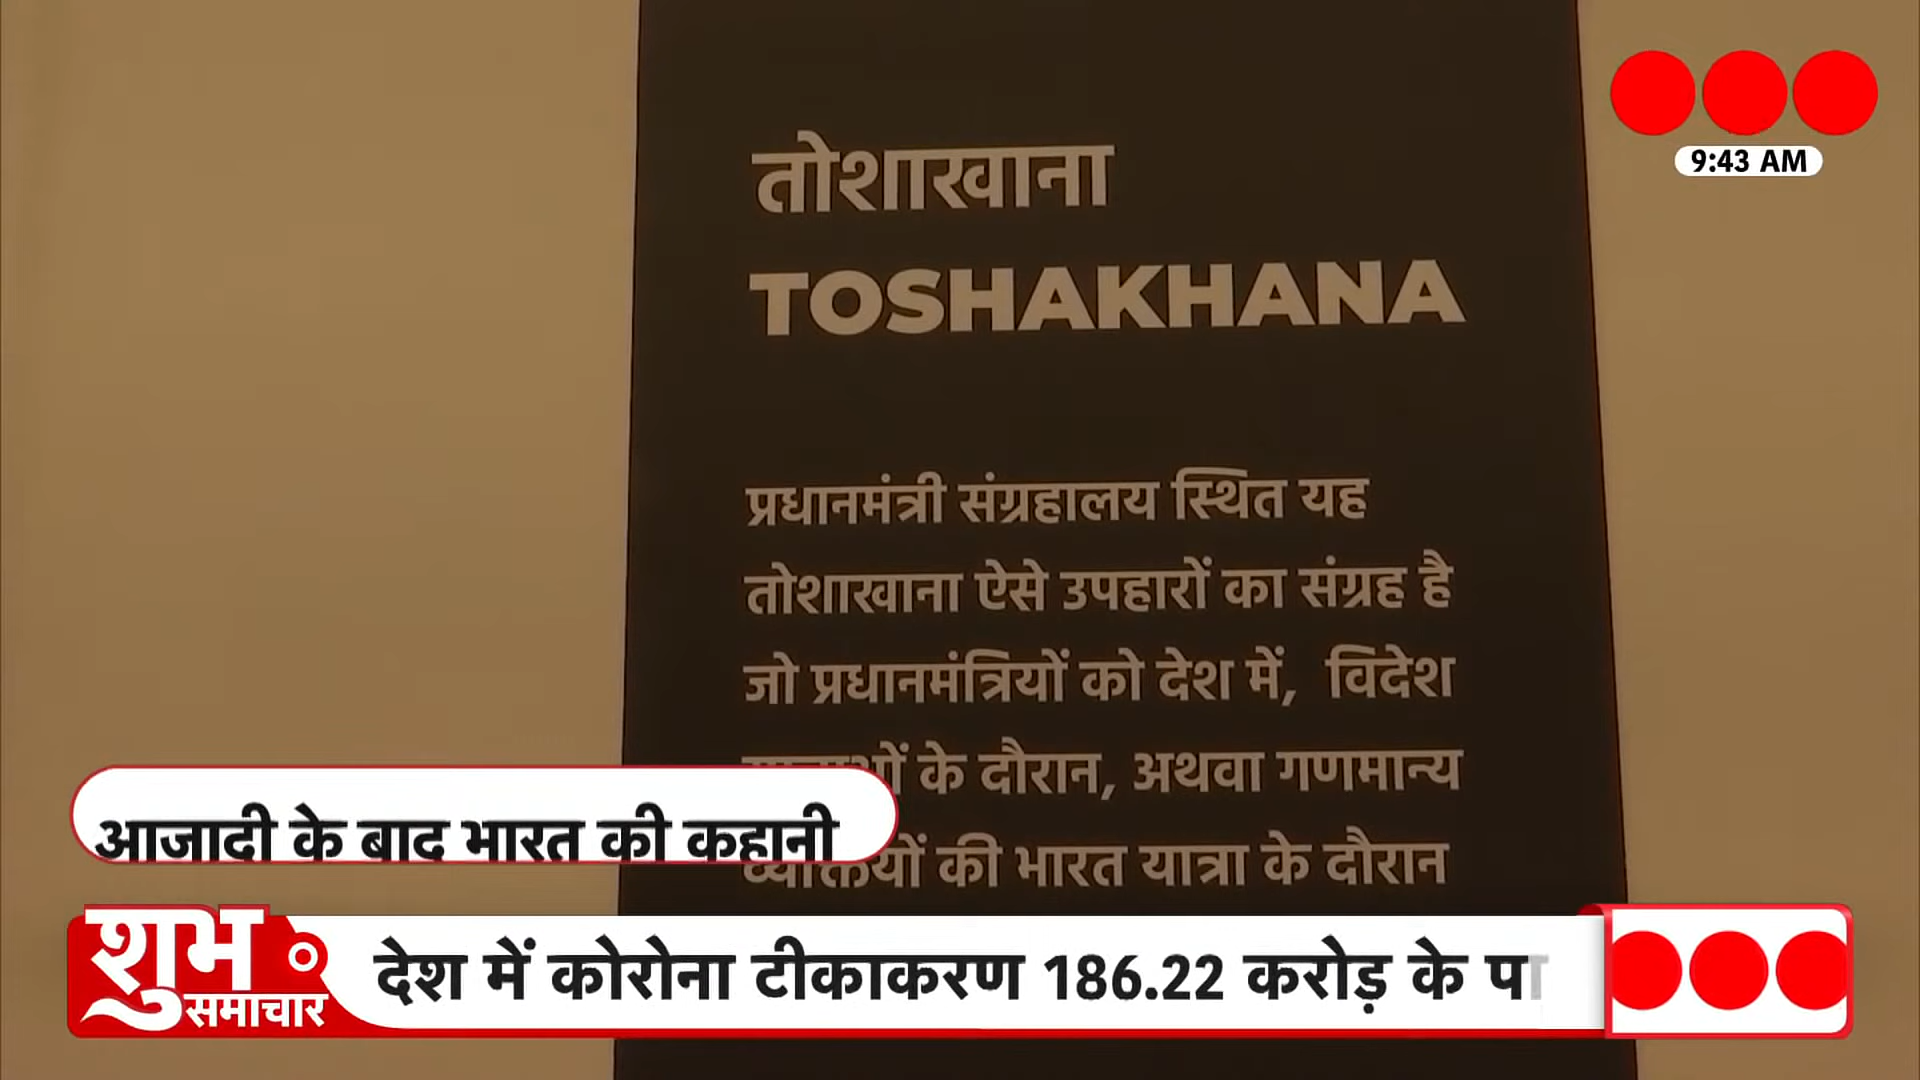 9:43 AM
तोशाखाना
TOSHAKHANA
प्रधानमंत्री संग्रहालय स्थित यह
तोशाखाना ऐसे उपहारों का संग्रह है
जो प्रधानमंत्रियों को देश में, विदेश
के दौरान, अथवा गणमान्य
व्यक्तियों की भारत यात्रा के दौरान
आजादी के बाद भारत की कहानी
शुभ
समाचार
देश में कोरोना टीकाकरण 186.22 करोड़ के पा